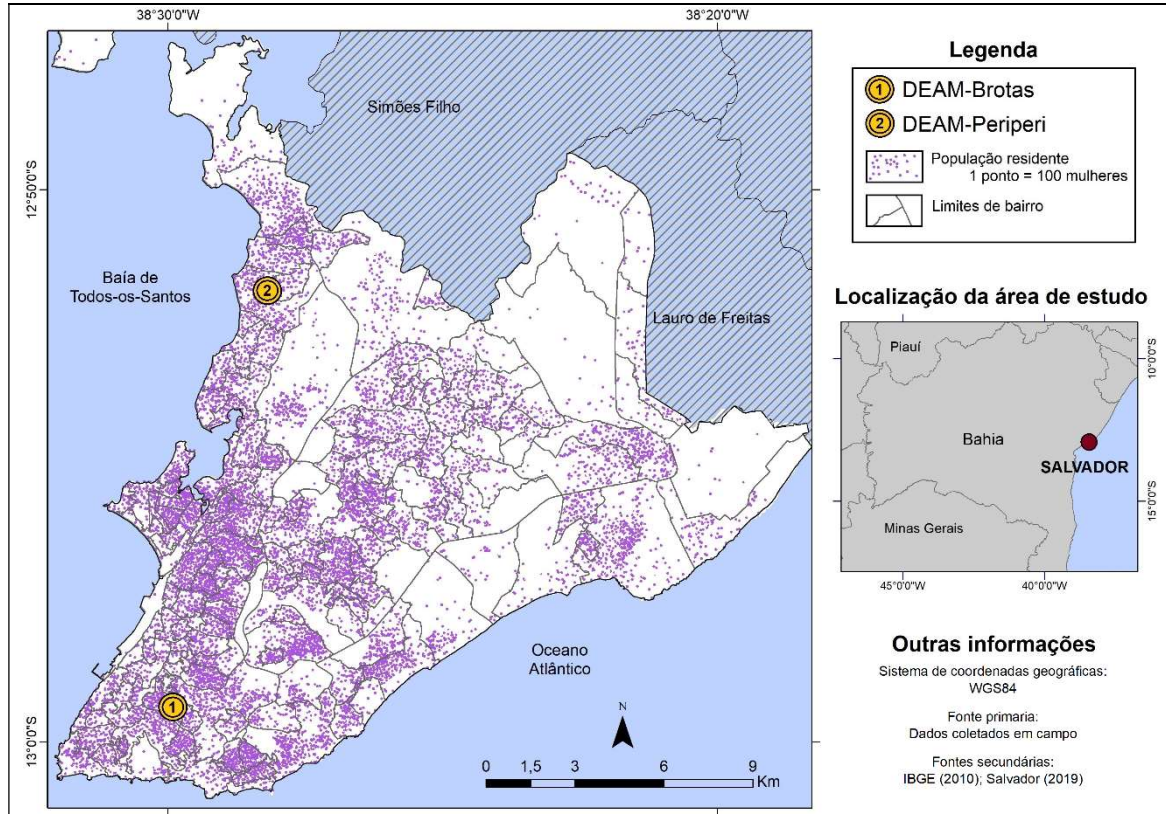 38°30'0"W
38°20'0"W
12°50'0"S
13°0'0"S
Simões Filho
Baía de
Todos-os-Santos
Lauro de Freitas
Oceano
Atlântico
2
1
N
0 1,5 3 6 9
Km
Legenda
1 DEAM-Brotas
2 DEAM-Periperi
População residente
1 ponto = 100 mulheres
Limites de bairro
Localização da área de estudo
Piauí
Bahia
SALVADOR
Minas Gerais
10°0'0"S
15°0'0"S
45°0'0"W
40°0'0"W
Outras informações
Sistema de coordenadas geográficas:
WGS84
Fonte primaria:
Dados coletados em campo
Fontes secundárias:
IBGE (2010); Salvador (2019)